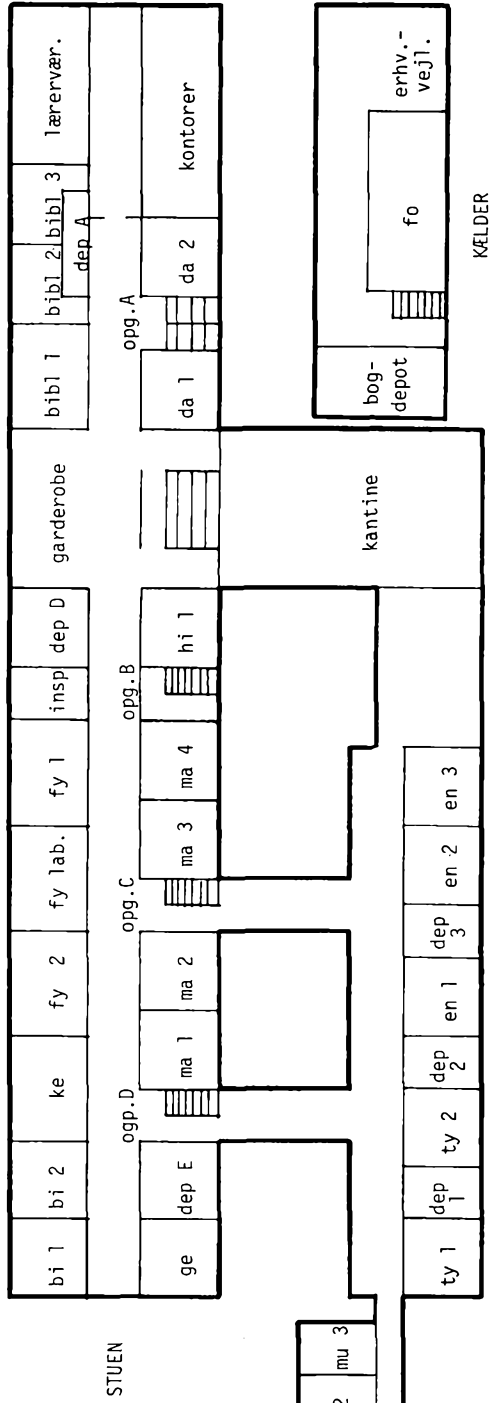 STUEN
bi 1
bi 2
ke
fy 2
fy lab.
fy 1
insp
dep D
garderobe
bibl 1
bibl 2
bibl 3
dep A
lærervær.
ge
dep E
ogp.D
ma 1
ma 2
opg.C
ma 3
ma 4
opg.B
hi 1
da 1
opg.A
da 2
kontorer
kantine
mu 3
2
ty 1
dep
1
ty 2
dep
2
en 1
dep
3
en 2
en 3
bog-
depot
fo
erhv.-
vejl.
KÆLDER